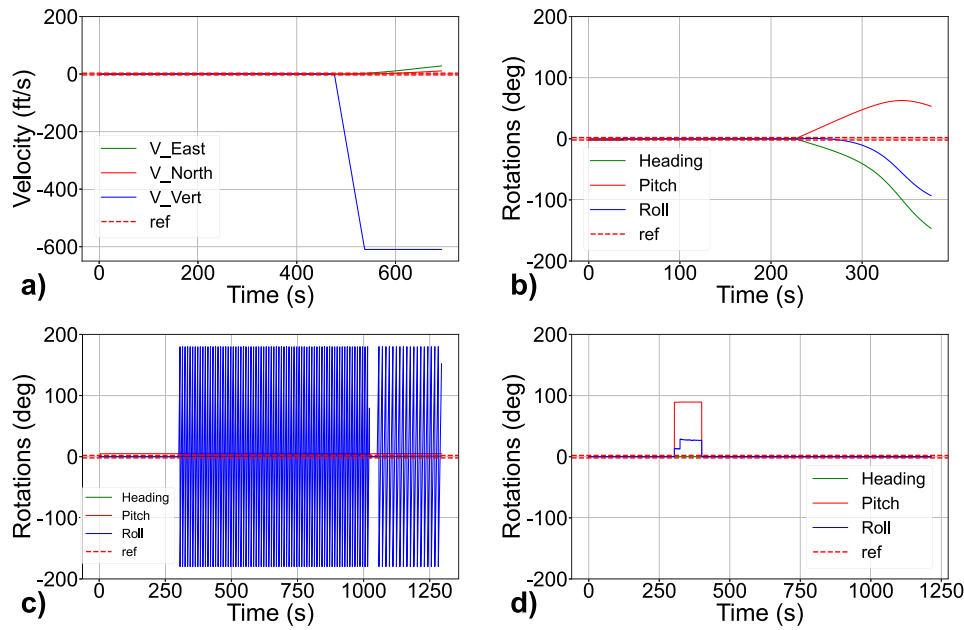 Velocity (ft/s)
0
-200
-400
-600
V_East
V_North
V_Vert
ref
0
200
400
600
Time (s)
a)
Rotations (deg)
200
100
0
-100
-200
Heading
Pitch
Roll
ref
0
100
200
300
Time (s)
b)
Rotations (deg)
200
100
0
-100
-200
Heading
Pitch
Roll
ref
0
250
500
750
1000
1250
Time (s)
c)
Rotations (deg)
200
100
0
-100
-200
Heading
Pitch
Roll
ref
0
250
500
750
1000
1250
Time (s)
d)